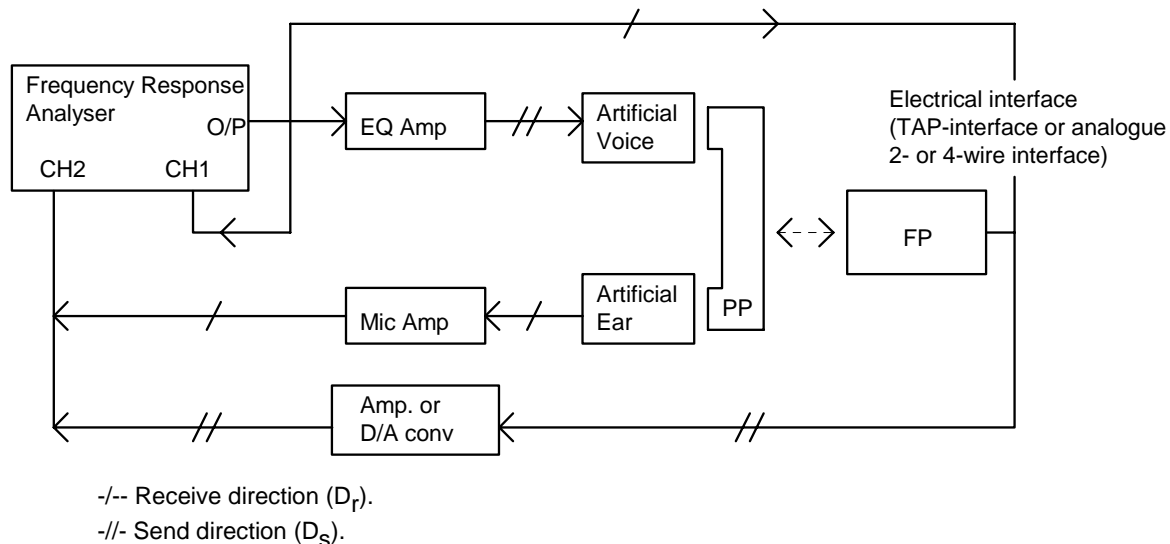 Frequency Response
Analyser
O/P
CH2
CH1
EQ Amp
Artificial
Voice
Electrical interface
(TAP-interface or analogue
2- or 4-wire interface)
FP
Mic Amp
Artificial
Ear
PP
Amp. or
D/A conv
-/-- Receive direction (Dr).
-//- Send direction (Ds).